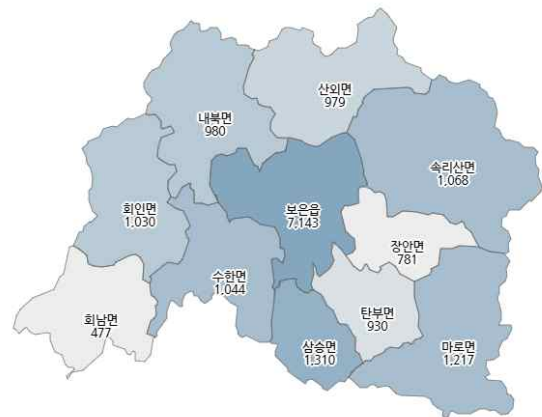 산외면
979
내북면
980
속리산면
1,068
보은읍
7,143
회인면
1,030
장안면
781
수한면
1,044
탄부면
930
회남면
477
삼승면
1,310
마로면
1,217